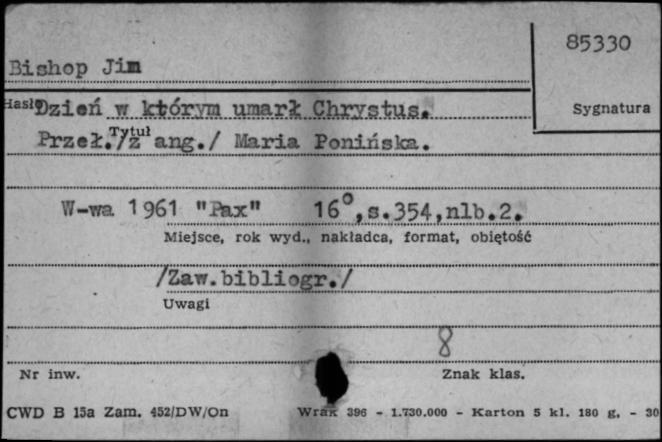 85330
Bishop Jim
Hasło Dzień w którym umarł Chrystus.
Sygnatura
Tytuł
Przeł./z ang./ Maria Ponińska.
W-wa 1961 "Pax" 16°,s.354,nlb.2.
Miejsce, rok wyd., nakładca, format, objętość
/Zaw.bibliogr./
Uwagi
8
Nr inw. Znak klas.
CWD B 15a Zam. 452/DW/On Wrak 396 - 1.730.000 - Karton 5 kl. 180 g. - 30